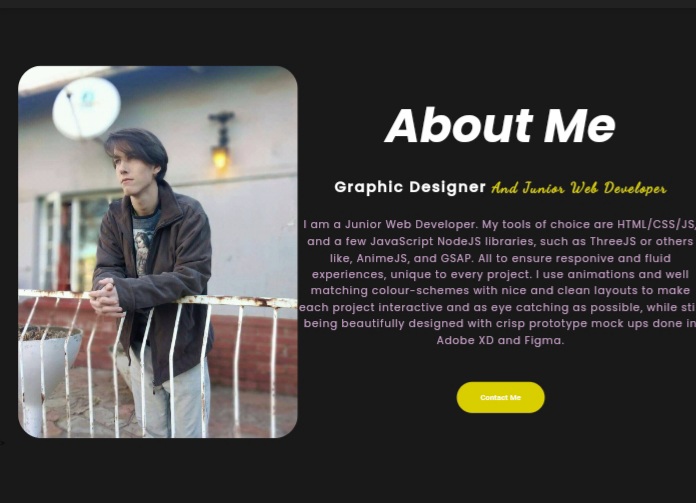 About Me
Graphic Designer And Junior Web Developer
I am a Junior Web Developer. My tools of choice are HTML/CSS/JS,
and a few JavaScript NodeJS libraries, such as ThreeJS or others
like, AnimeJS, and GSAP. All to ensure responive and fluid
experiences, unique to every project. I use animations and well
matching colour-schemes with nice and clean layouts to make
each project interactive and as eye catching as possible, while sti
being beautifully designed with crisp prototype mock ups done in
Adobe XD and Figma.
Contact Me